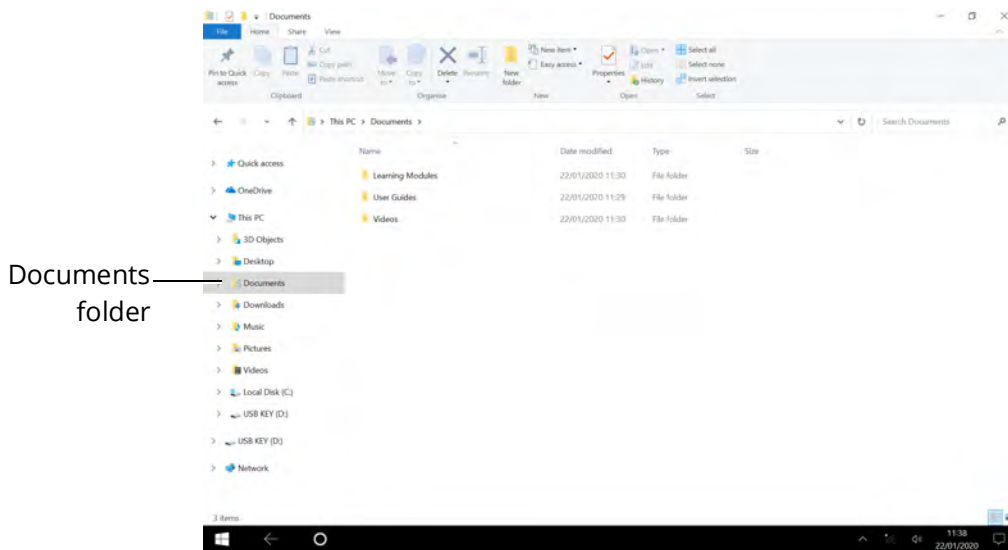 Documents
File Home Share View
Pin to Quick access
Copy
Paste
Cut
Copy path
Paste shortcut
Move to
Copy to
Delete
Rename
New folder
New item
Easy access
Properties
Open
Edit
History
Select all
Select none
Invert selection
Clipboard Organise New Open Select
This PC > Documents >
Search Documents
Name Date modified Type Size
Quick access
Learning Modules 22/01/2020 11:30 File folder
OneDrive
User Guides 22/01/2020 11:29 File folder
This PC
Videos 22/01/2020 11:30 File folder
3D Objects
Desktop
Documents
folder
Documents
Downloads
Music
Pictures
Videos
Local Disk (C:)
USB KEY (D:)
USB KEY (D:)
Network
3 items
11:38
22/01/2020